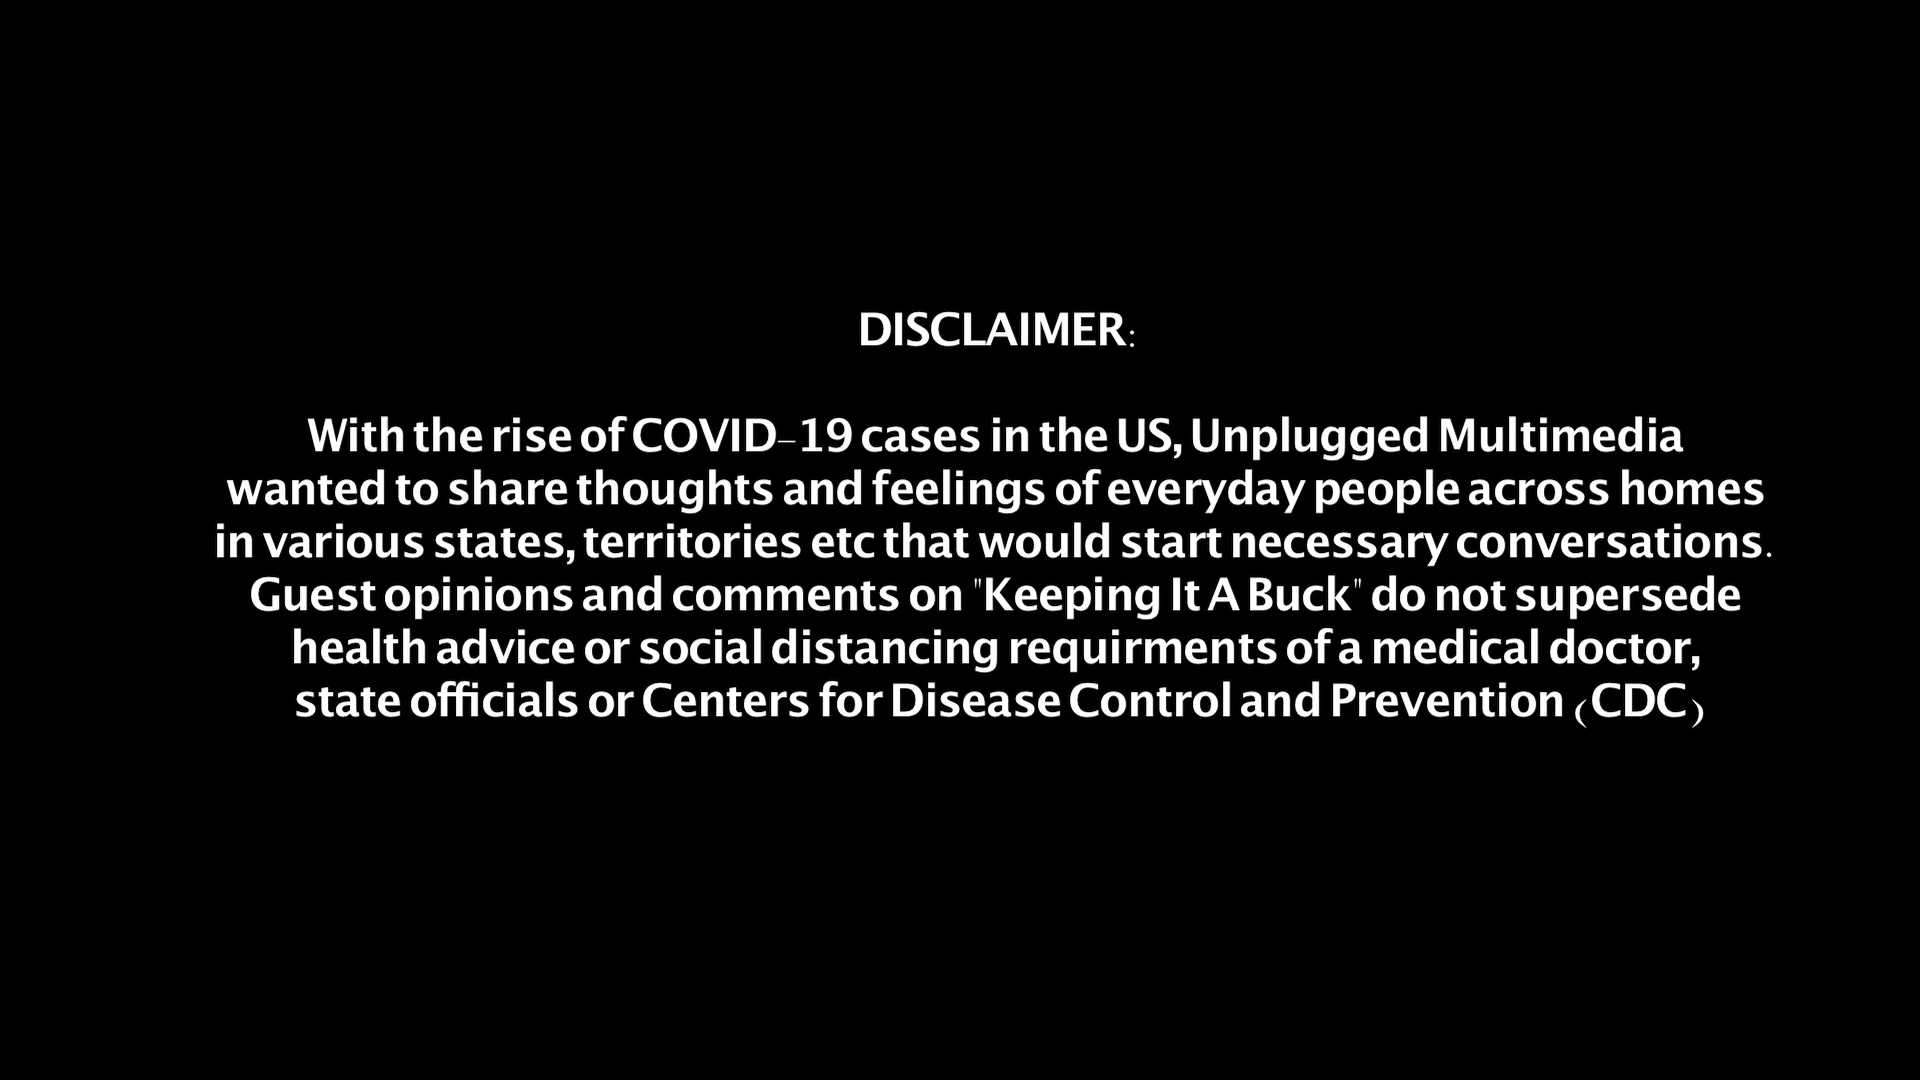 DISCLAIMER:
With the rise of COVID-19 cases in the US, Unplugged Multimedia
wanted to share thoughts and feelings of everyday people across homes
in various states, territories etc that would start necessary conversations.
Guest opinions and comments on "Keeping It A Buck" do not supersede
health advice or social distancing requirments of a medical doctor,
state officials or Centers for Disease Control and Prevention (CDC)